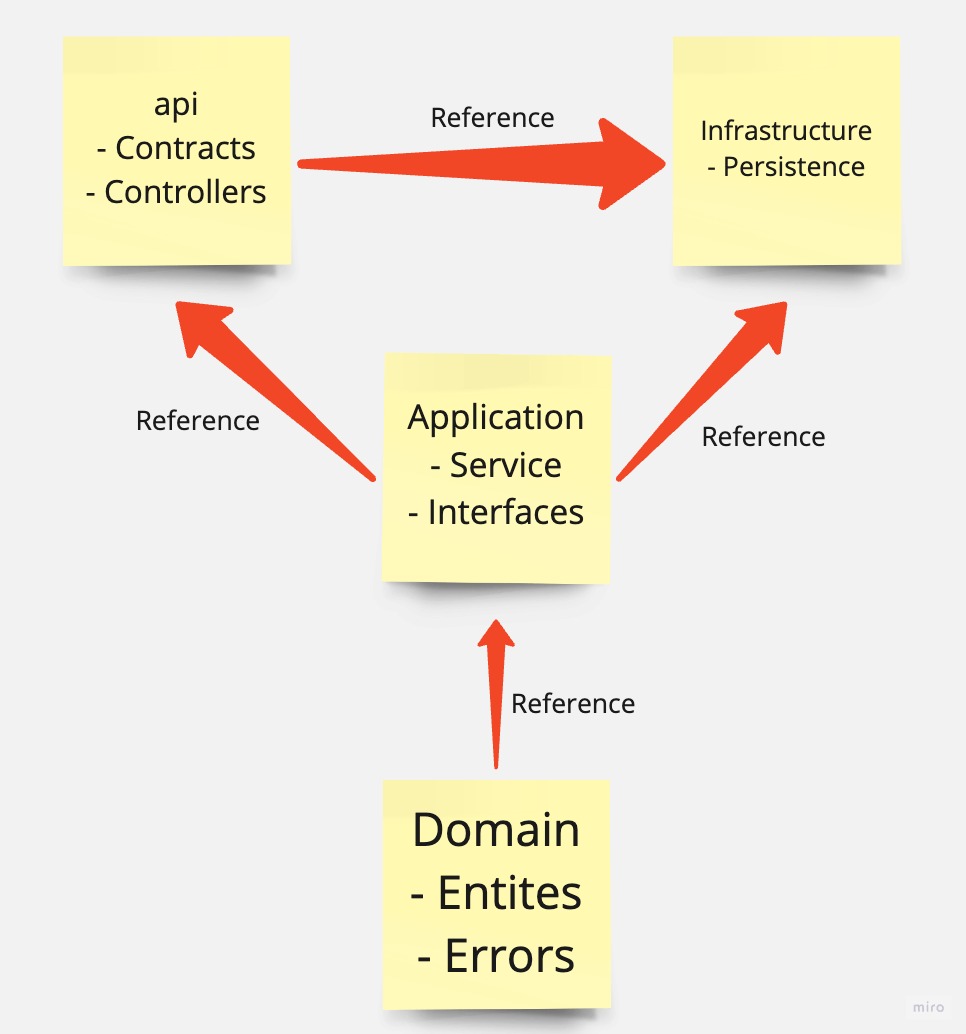 api
- Contracts
- Controllers
Reference
Infrastructure
- Persistence
Reference
Application
- Service
- Interfaces
Reference
Reference
Domain
- Entites
- Errors
miro